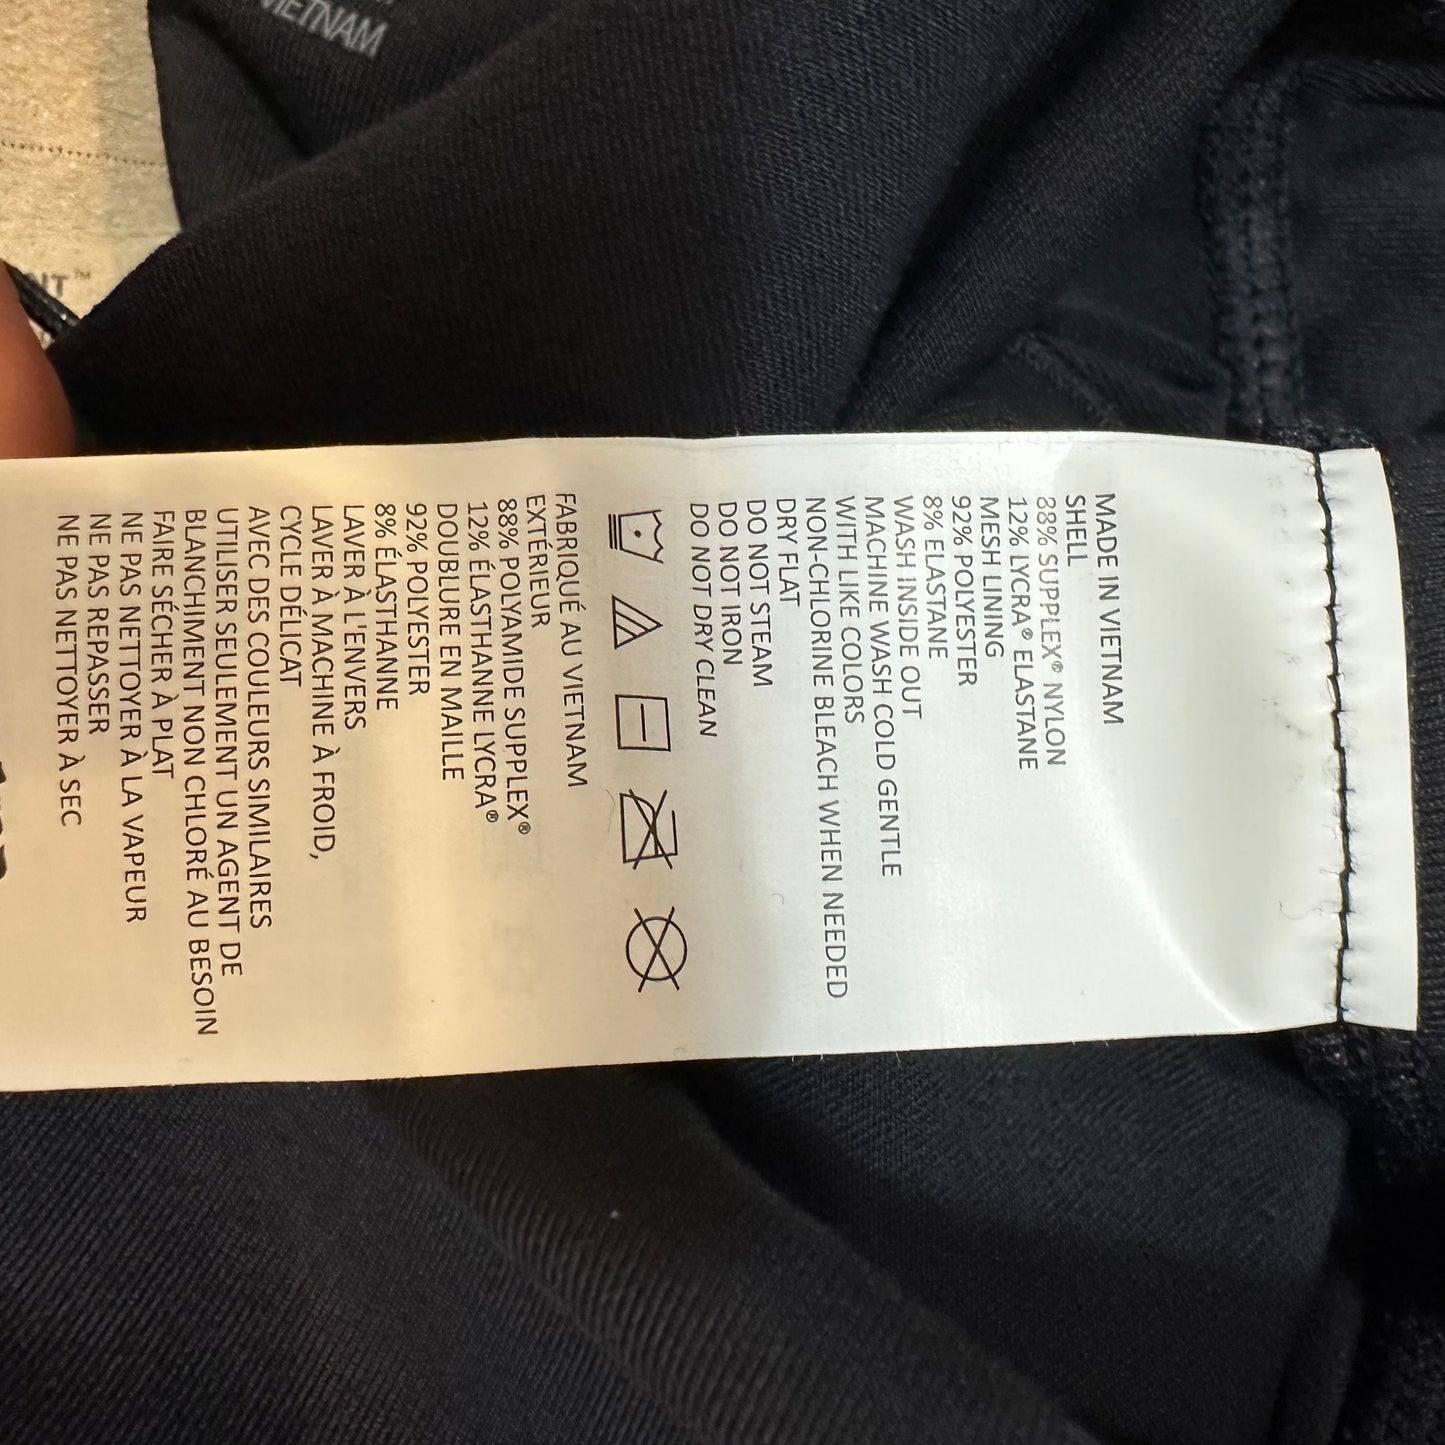 VIETNAM
NT™
MADE IN VIETNAM
SHELL
88% SUPPLEX® NYLON
12% LYCRA® ELASTANE
MESH LINING
92% POLYESTER
8% ELASTANE
WASH INSIDE OUT
MACHINE WASH COLD GENTLE
WITH LIKE COLORS
NON-CHLORINE BLEACH WHEN NEEDED
DRY FLAT
DO NOT STEAM
DO NOT IRON
DO NOT DRY CLEAN
FABRIQUÉ AU VIETNAM
EXTÉRIEUR
88% POLYAMIDE SUPPLEX®
12% ÉLASTHANNE LYCRA®
DOUBLURE EN MAILLE
92% POLYESTER
8% ÉLASTHANNE
LAVER À L'ENVERS
LAVER À MACHINE À FROID,
CYCLE DÉLICAT
AVEC DES COULEURS SIMILAIRES
UTILISER SEULEMENT UN AGENT DE
BLANCHIMENT NON CHLORÉ AU BESOIN
FAIRE SÉCHER À PLAT
NE PAS NETTOYER À LA VAPEUR
NE PAS REPASSER
NE PAS NETTOYER À SEC